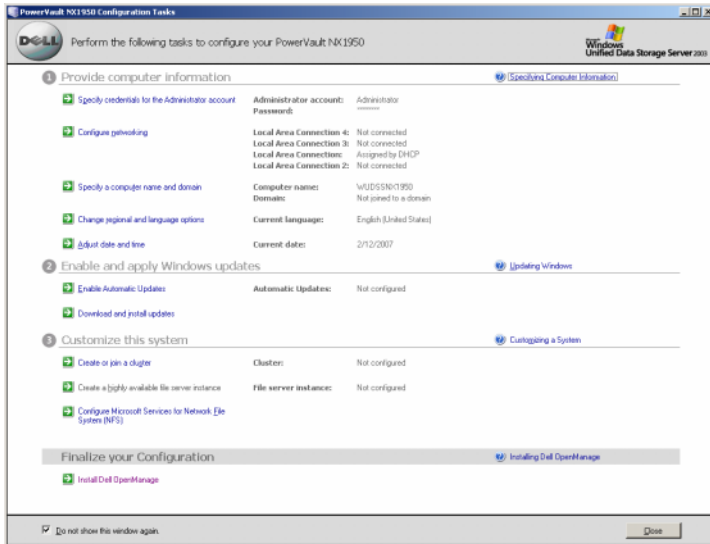 PowerVault NX1950 Configuration Tasks
DELL
Perform the following tasks to configure your PowerVault NX1950
Microsoft
Windows
Unified Data Storage Server 2003
1 Provide computer information
Specifying Computer Information
Specify credentials for the Administrator account
Administrator account: Administrator
Password: ********
Configure networking
Local Area Connection 4: Not connected
Local Area Connection 3: Not connected
Local Area Connection: Assigned by DHCP
Local Area Connection 2: Not connected
Specify a computer name and domain
Computer name: WUDSSNX1950
Domain: Not joined to a domain
Change regional and language options
Current language: English (United States)
Adjust date and time
Current date: 2/12/2007
2 Enable and apply Windows updates
Updating Windows
Enable Automatic Updates
Automatic Updates: Not configured
Download and install updates
3 Customize this system
Customizing a System
Create or join a cluster
Cluster: Not configured
Create a highly available file server instance
File server instance: Not configured
Configure Microsoft Services for Network File
System (NFS)
Finalize your Configuration
Installing Dell OpenManage
Install Dell OpenManage
Do not show this window again.
Close